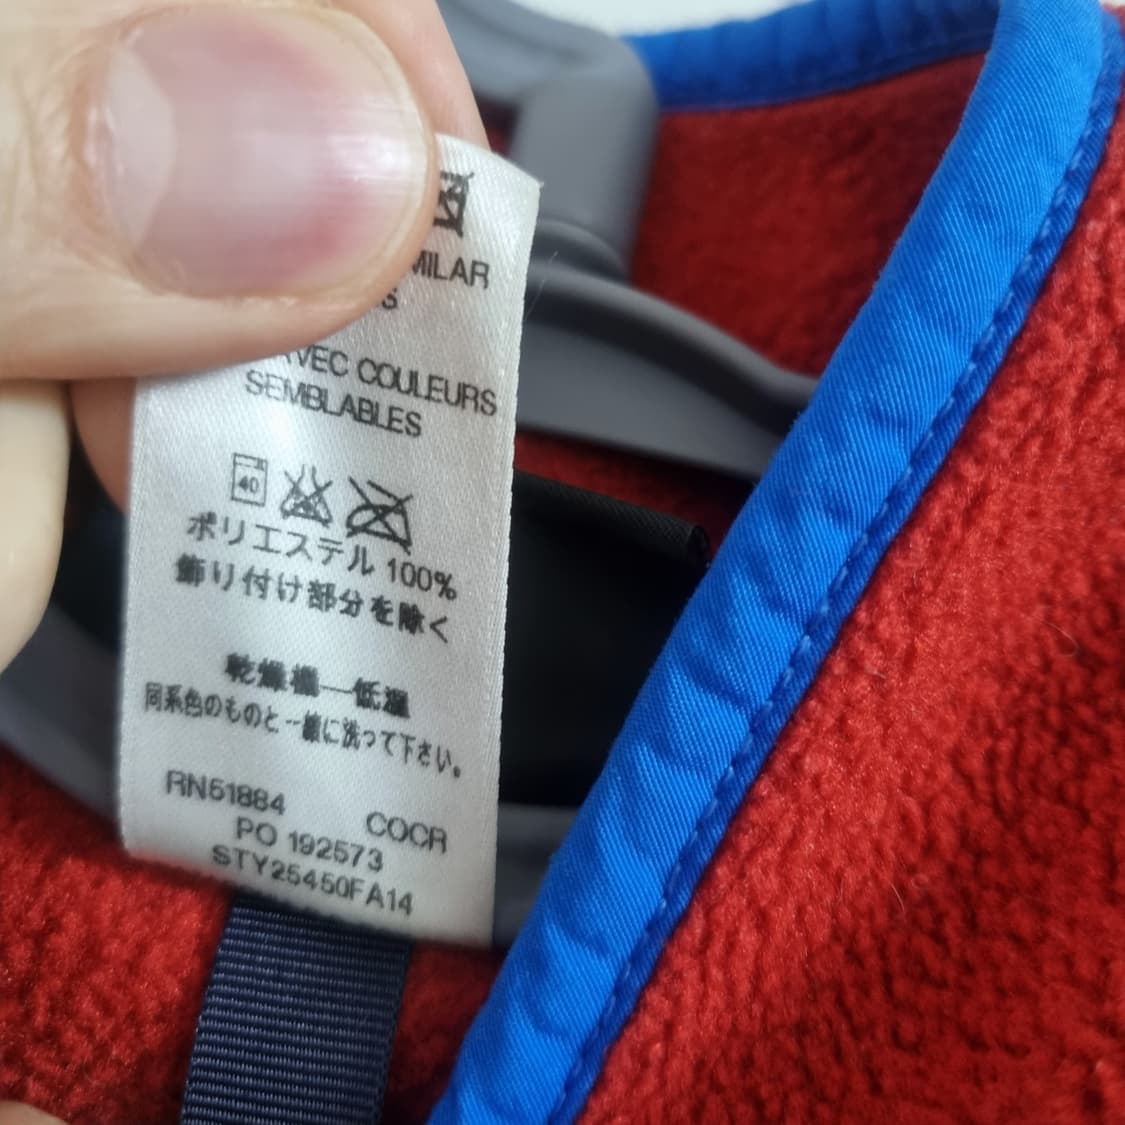 MILAR
S
AVEC COULEURS
SEMBLABLES
40
ポリエステル 100%
飾り付け部分を除く
乾燥機—低温
同系色のものと一緒に洗って下さい。
RN51884 COCR
PO 192573
STY25450FA14